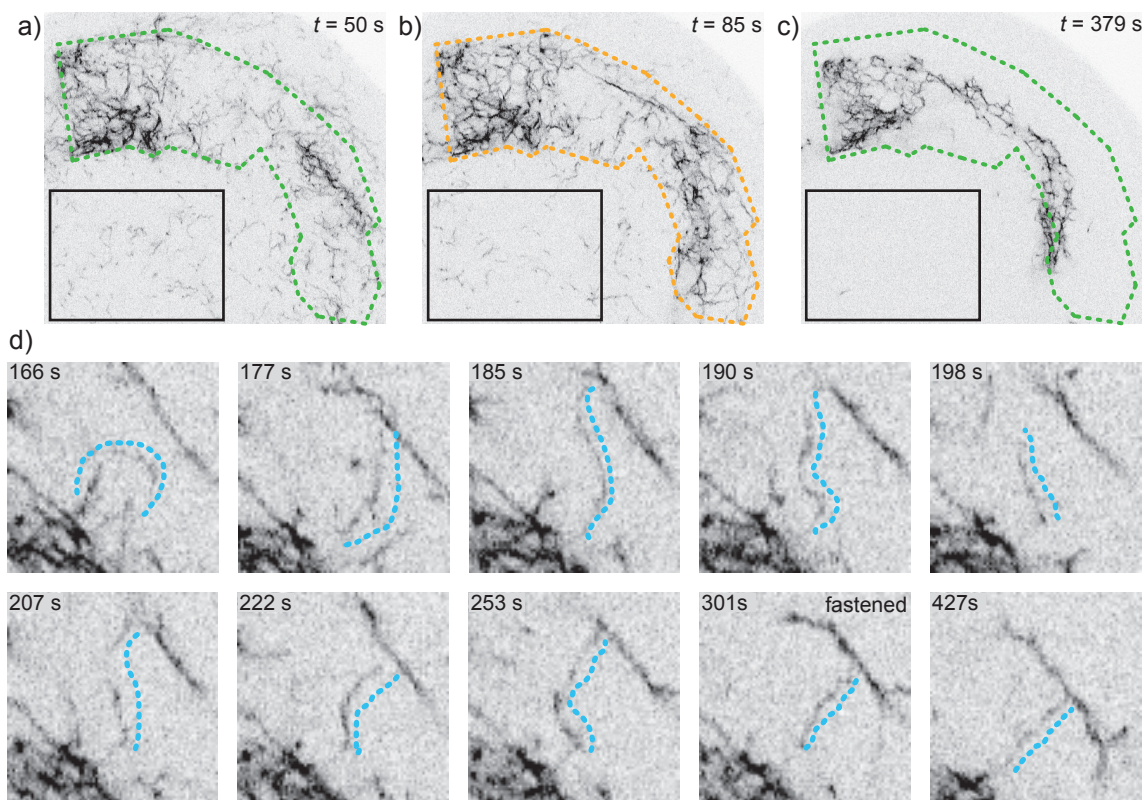 a)
t = 50 s
b)
t = 85 s
c)
t = 379 s
d)
166 s
177 s
185 s
190 s
198 s
207 s
222 s
253 s
301s
fastened
427s